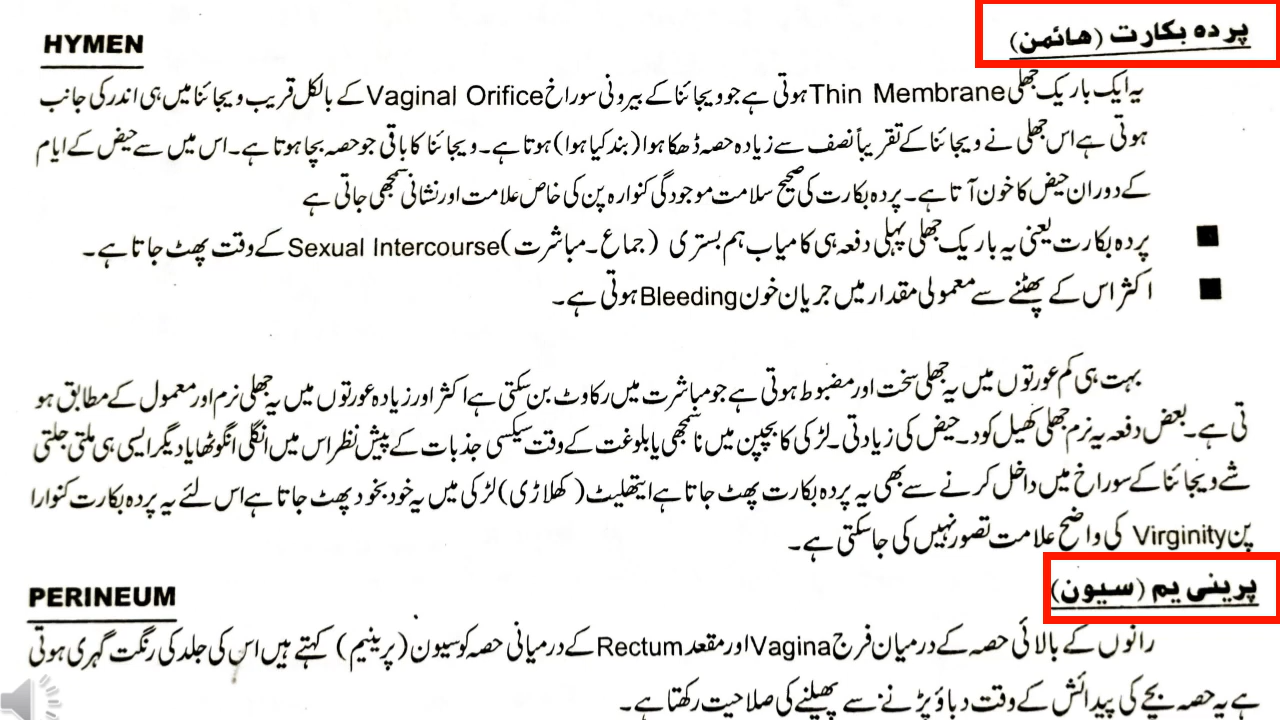 پردہ بکارت (ہائمن) HYMEN
یہ ایک باریک جھلی Thin Membrane ہوتی ہے جو ویجائنا کے بیرونی سوراخ Vaginal Orifice کے بالکل قریب ویجائنا میں ہی اندر کی جانب
ہوتی ہے اس جھلی نے ویجائنا کے تقریباً نصف سے زیادہ حصہ ڈھکا ہوا (بند کیا ہوا) ہوتا ہے۔ ویجائنا کا باقی جو حصہ بچا ہوتا ہے۔ اس میں سے حیض کے ایام
کے دوران حیض کا خون آتا ہے۔ پردہ بکارت کی صحیح سلامت موجودگی کنوارہ پن کی خاص علامت اور نشانی سمجھی جاتی ہے
■ پردہ بکارت یعنی یہ باریک جھلی پہلی دفعہ ہی کامیاب ہم بستری (جماع۔ مباشرت) Sexual Intercourse کے وقت پھٹ جاتا ہے۔
■ اکثر اس کے پھٹنے سے معمولی مقدار میں جریان خون Bleeding ہوتی ہے۔
بہت ہی کم عورتوں میں یہ جھلی سخت اور مضبوط ہوتی ہے جو مباشرت میں رکاوٹ بن سکتی ہے اکثر اور زیادہ عورتوں میں یہ جھلی نرم اور معمول کے مطابق ہو
تی ہے۔ بعض دفعہ یہ نرم جھلی کھیل کود۔ حیض کی زیادتی۔ لڑکی کا بچپن میں ناسمجھی یا بلوغت کے وقت سیکسی جذبات کے پیش نظر اس میں انگلی انگوٹھا یا دیگر ایسی ہی ملتی جلتی
شے ویجائنا کے سوراخ میں داخل کرنے سے بھی یہ پردہ بکارت پھٹ جاتا ہے ایتھلیٹ (کھلاڑی) لڑکی میں یہ خود بخود پھٹ جاتا ہے اس لئے یہ پردہ بکارت کنوارا
پن Virginity کی واضح علامت تصور نہیں کی جاسکتی ہے۔
پرینی یم (سیون) PERINEUM
رانوں کے بالائی حصہ کے درمیان فرج Vagina اور مقعد Rectum کے درمیانی حصہ کو سیون (پرینیم) کہتے ہیں اس کی جلد کی رنگت گہری ہوتی
ہے یہ حصہ بچے کی پیدائش کے وقت دباؤ پڑنے سے پھیلنے کی صلاحیت رکھتا ہے۔